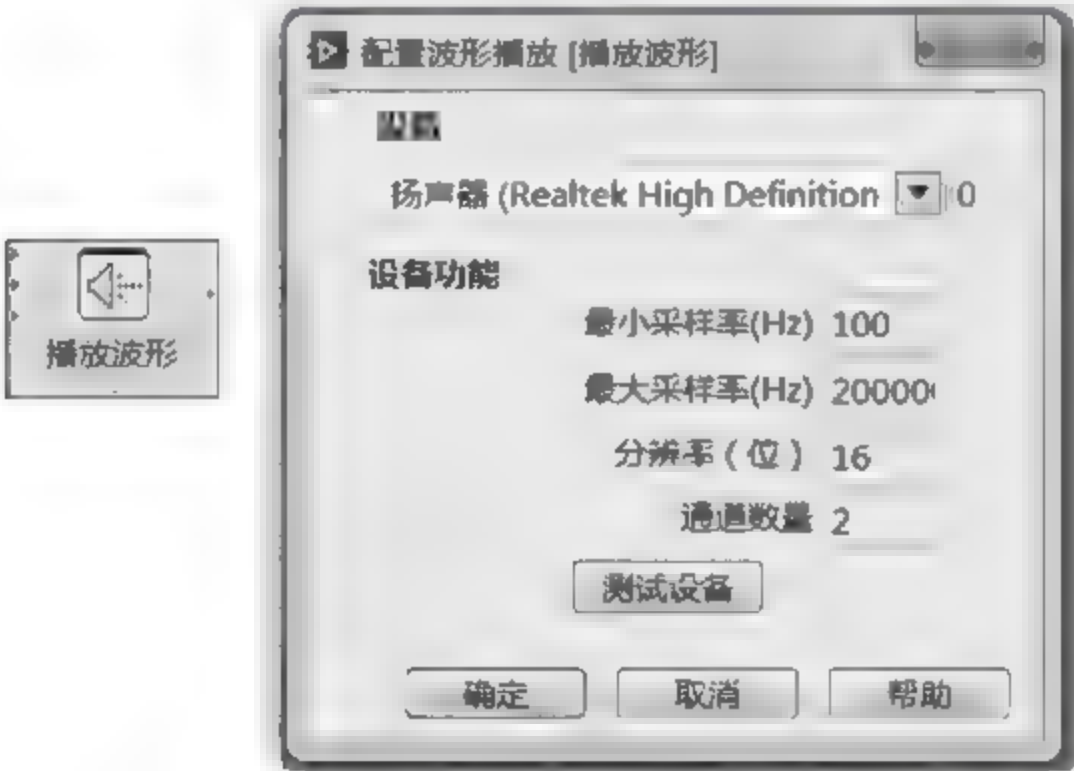 播放波形
配置波形播放 [播放波形]
扬声器 (Realtek High Definition 0
设备功能
最小采样率(Hz) 100
最大采样率(Hz) 20000
分辨率（位） 16
通道数量 2
测试设备
确定 取消 帮助